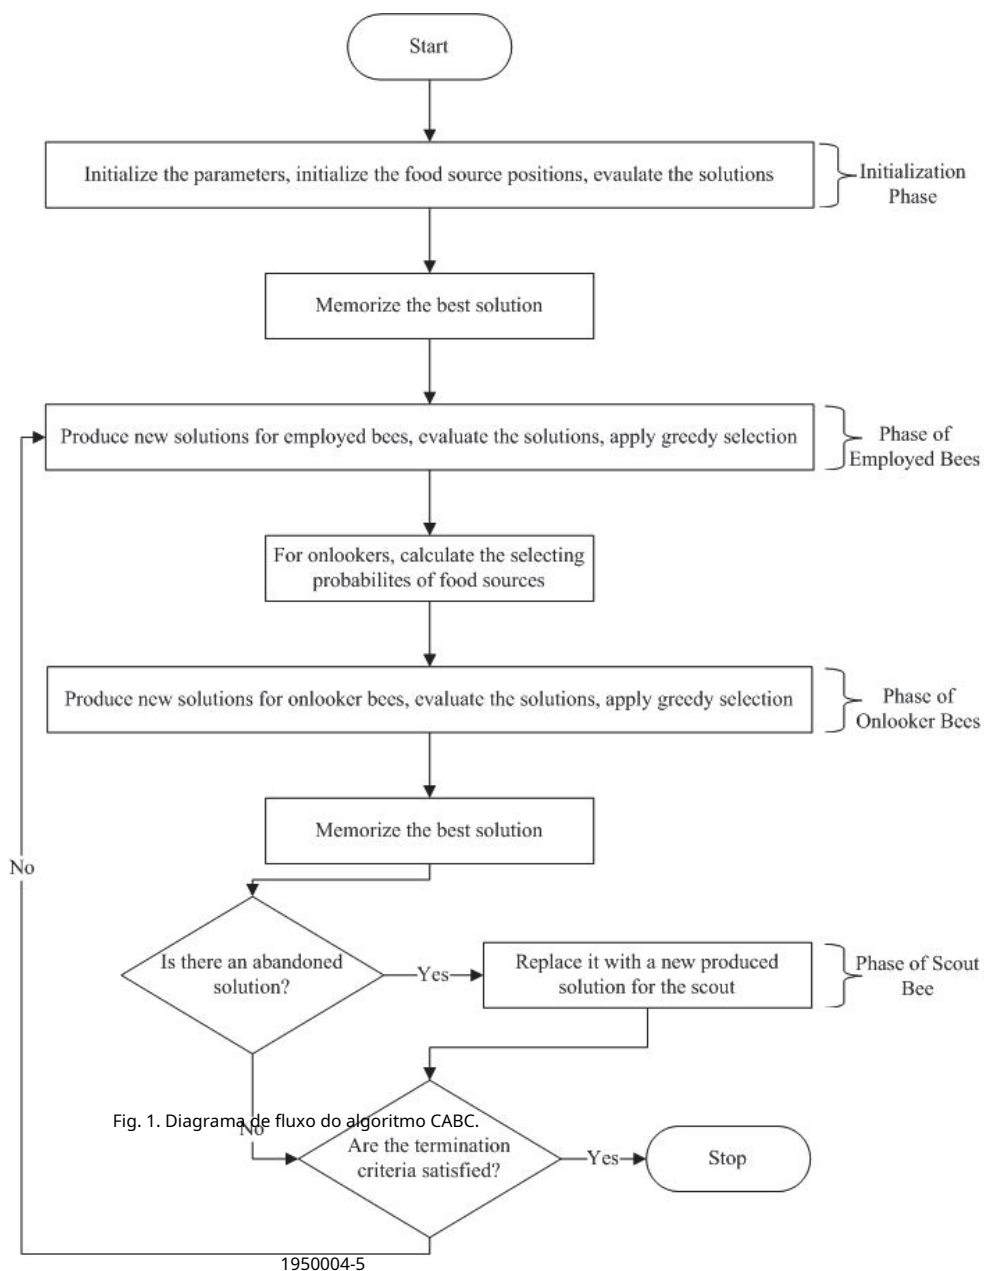 Start
Initialize the parameters, initialize the food source positions, evaulate the solutions
Initialization
Phase
Memorize the best solution
Produce new solutions for employed bees, evaluate the solutions, apply greedy selection
Phase of
Employed Bees
For onlookers, calculate the selecting
probabilites of food sources
Produce new solutions for onlooker bees, evaluate the solutions, apply greedy selection
Phase of
Onlooker Bees
Memorize the best solution
No
Is there an abandoned
solution?
Yes
Replace it with a new produced
solution for the scout
Phase of Scout
Bee
Fig. 1. Diagrama de fluxo do algoritmo CABC.
No
Are the termination
criteria satisfied?
Yes
Stop
1950004-5